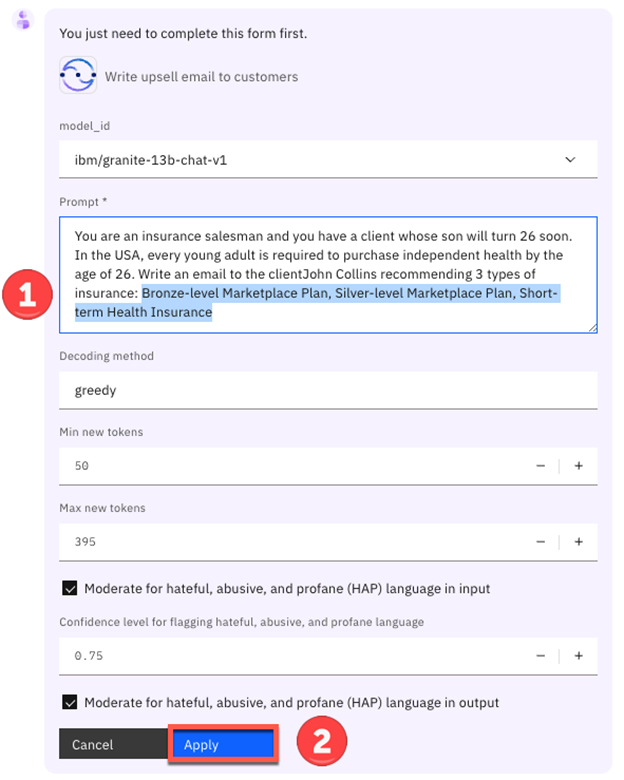 You just need to complete this form first.
Write upsell email to customers
model_id
ibm/granite-13b-chat-v1
Prompt *
You are an insurance salesman and you have a client whose son will turn 26 soon.
In the USA, every young adult is required to purchase independent health by the
age of 26. Write an email to the clientJohn Collins recommending 3 types of
insurance: Bronze-level Marketplace Plan, Silver-level Marketplace Plan, Short-
term Health Insurance
1
Decoding method
greedy
Min new tokens
50
Max new tokens
395
Moderate for hateful, abusive, and profane (HAP) language in input
Confidence level for flagging hateful, abusive, and profane language
0.75
Moderate for hateful, abusive, and profane (HAP) language in output
Cancel
Apply
2